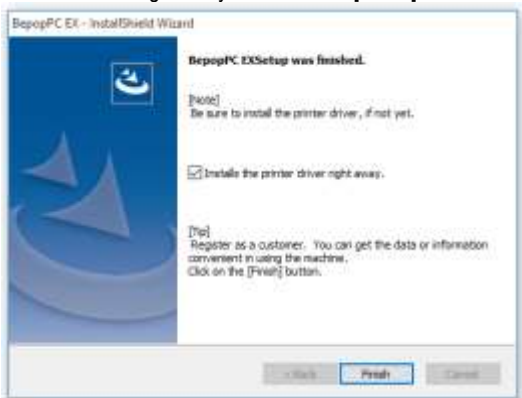 BepopPC EX - InstallShield Wizard
BepopPC EXSetup was finished.
[Note]
Be sure to install the printer driver, if not yet.
Installs the printer driver right away.
[Tip]
Register as a customer. You can get the data or information
convenient in using the machine.
Click on the [Finish] button.
< Back
Finish
Cancel